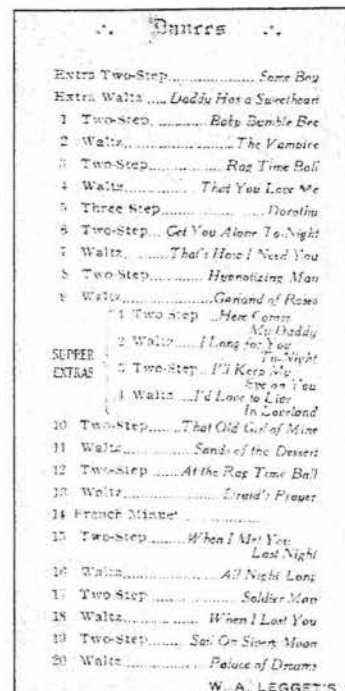 Dances
Extra Two-Step Some Boy
Extra Waltz Daddy Has a Sweetheart
1 Two-Step Baby Bumble Bee
2 Waltz The Vampire
3 Two-Step Rag Time Ball
4 Waltz That You Love Me
5 Three Step Dorothy
6 Two-Step Get You Alone To-Night
7 Waltz That's How I Need You
8 Two-Step Hypnotizing Man
9 Waltz Garland of Roses
SUPPER EXTRAS
1 Two Step Here Comes
My Daddy
2 Waltz I Long for You
To-Night
3 Two-Step I'll Keep My
Eye on You
4 Waltz I'd Love to Live
In Loveland
10 Two-Step That Old Girl of Mine
11 Waltz Sands of the Dessert
12 Two-Step At the Rag Time Ball
13 Waltz Druid's Prayer
14 French Minuet
15 Two-Step When I Met You
Last Night
16 Waltz All Night Long
17 Two Step Soldier Man
18 Waltz When I Lost You
19 Two-Step Sail On Silvery Moon
20 Waltz Palace of Dreams
W. A. LEGGET'S